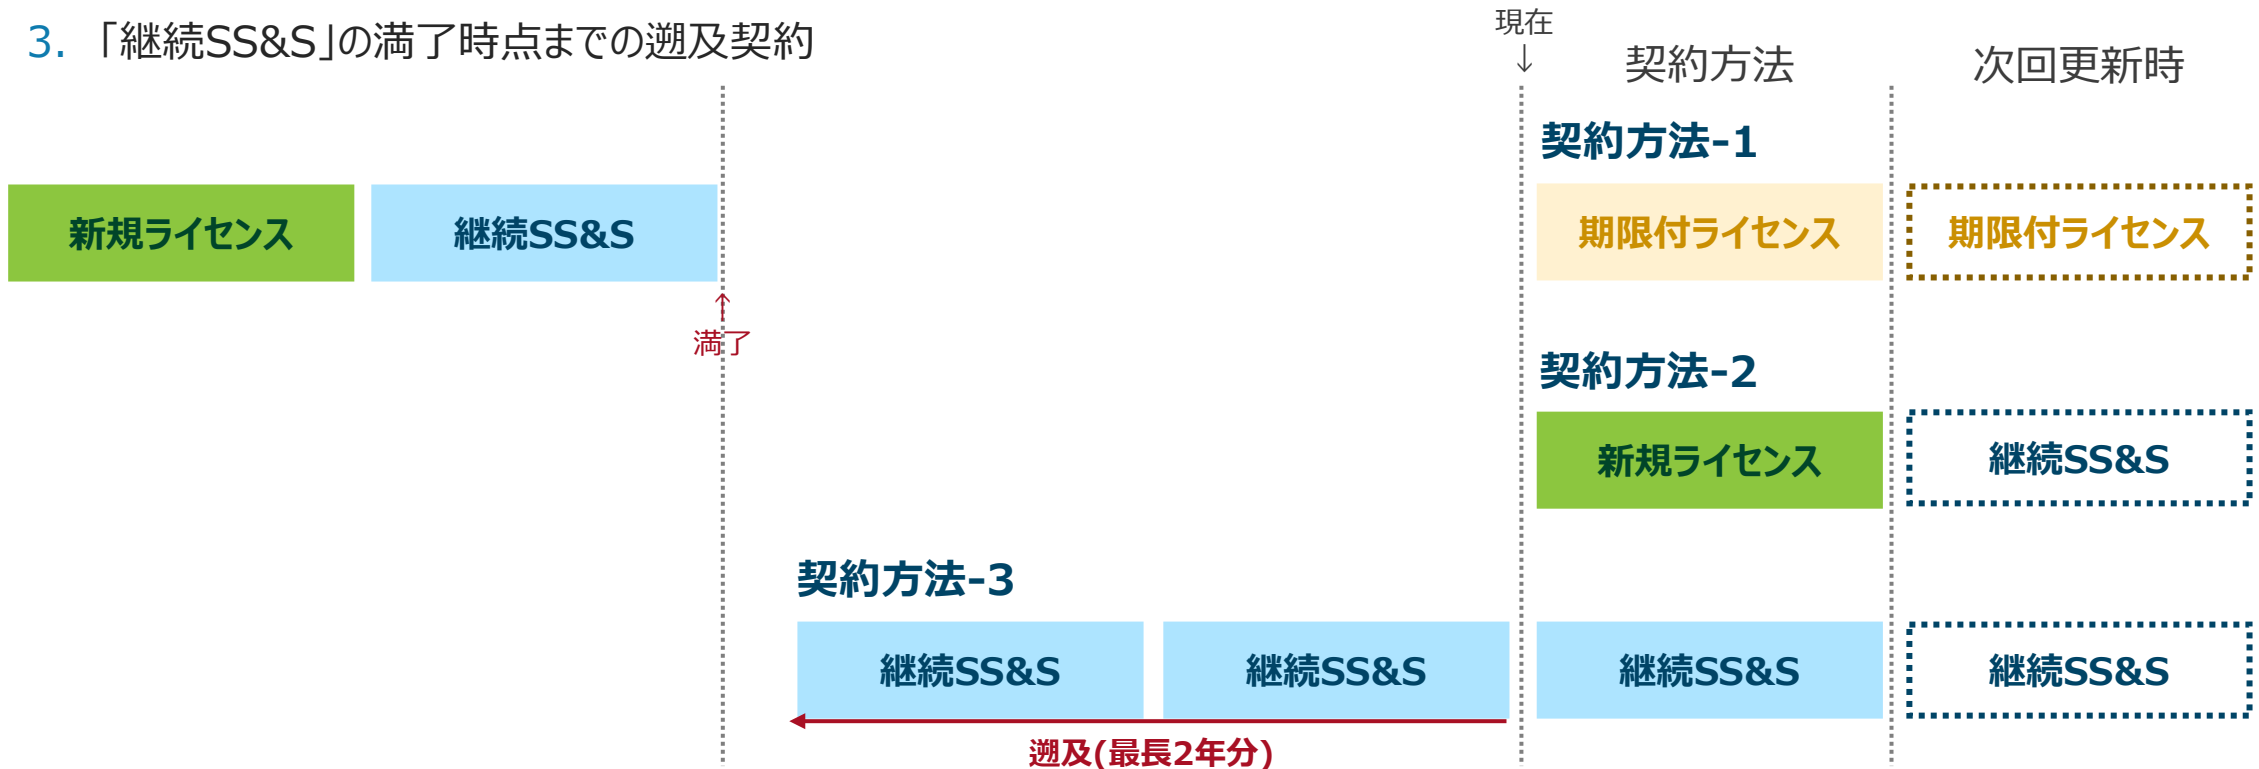 3. 「継続SS&S」の満了時点までの遡及契約
現在
↓
契約方法
次回更新時
契約方法-1
新規ライセンス
継続SS&S
期限付ライセンス
期限付ライセンス
↑
満了
契約方法-2
新規ライセンス
継続SS&S
契約方法-3
継続SS&S
継続SS&S
継続SS&S
継続SS&S
遡及(最長2年分)